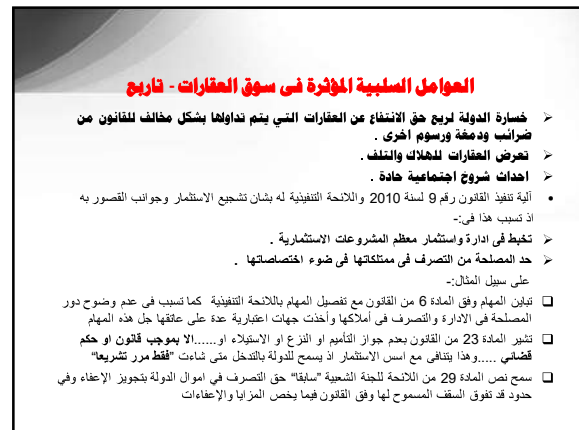 العوامل السلبية المؤثرة فى سوق العقارات - تاربع
خسارة الدولة لريع حق الانتفاع عن العقارات التي يتم تداولها بشكل مخالف للقانون من
ضرائب ودمغة ورسوم اخرى .
تعرض العقارات للهلاك والتلف .
احداث شروخ اجتماعية حادة .
آلية تنفيذ القانون رقم 9 لسنة 2010 واللائحة التنفيذية له بشان تشجيع الاستثمار وجوانب القصور به
اذ تسبب هذا فى:-
تخبط فى ادارة واستثمار معظم المشروعات الاستثمارية .
حد المصلحة من التصرف فى ممتلكاتها فى ضوء اختصاصاتها .
على سبيل المثال:-
تباين المهام وفق المادة 6 من القانون مع تفصيل المهام باللائحة التنفيذية كما تسبب فى عدم وضوح دور
المصلحة فى الادارة والتصرف فى أملاكها وأخذت جهات اعتبارية عدة على عاتقها جل هذه المهام
تشير المادة 23 من القانون بعدم جواز التأميم او النزع او الاستيلاء او......الا بموجب قانون او حكم
قضائي .....وهذا يتنافى مع اسس الاستثمار اذ يسمح للدولة بالتدخل متى شاءت "فقط مرر تشريعا"
سمح نص المادة 29 من اللائحة للجنة الشعبية "سابقا" حق التصرف في اموال الدولة بتجويز الإعفاء وفي
حدود قد تفوق السقف المسموح لها وفق القانون فيما يخص المزايا والإعفاءات